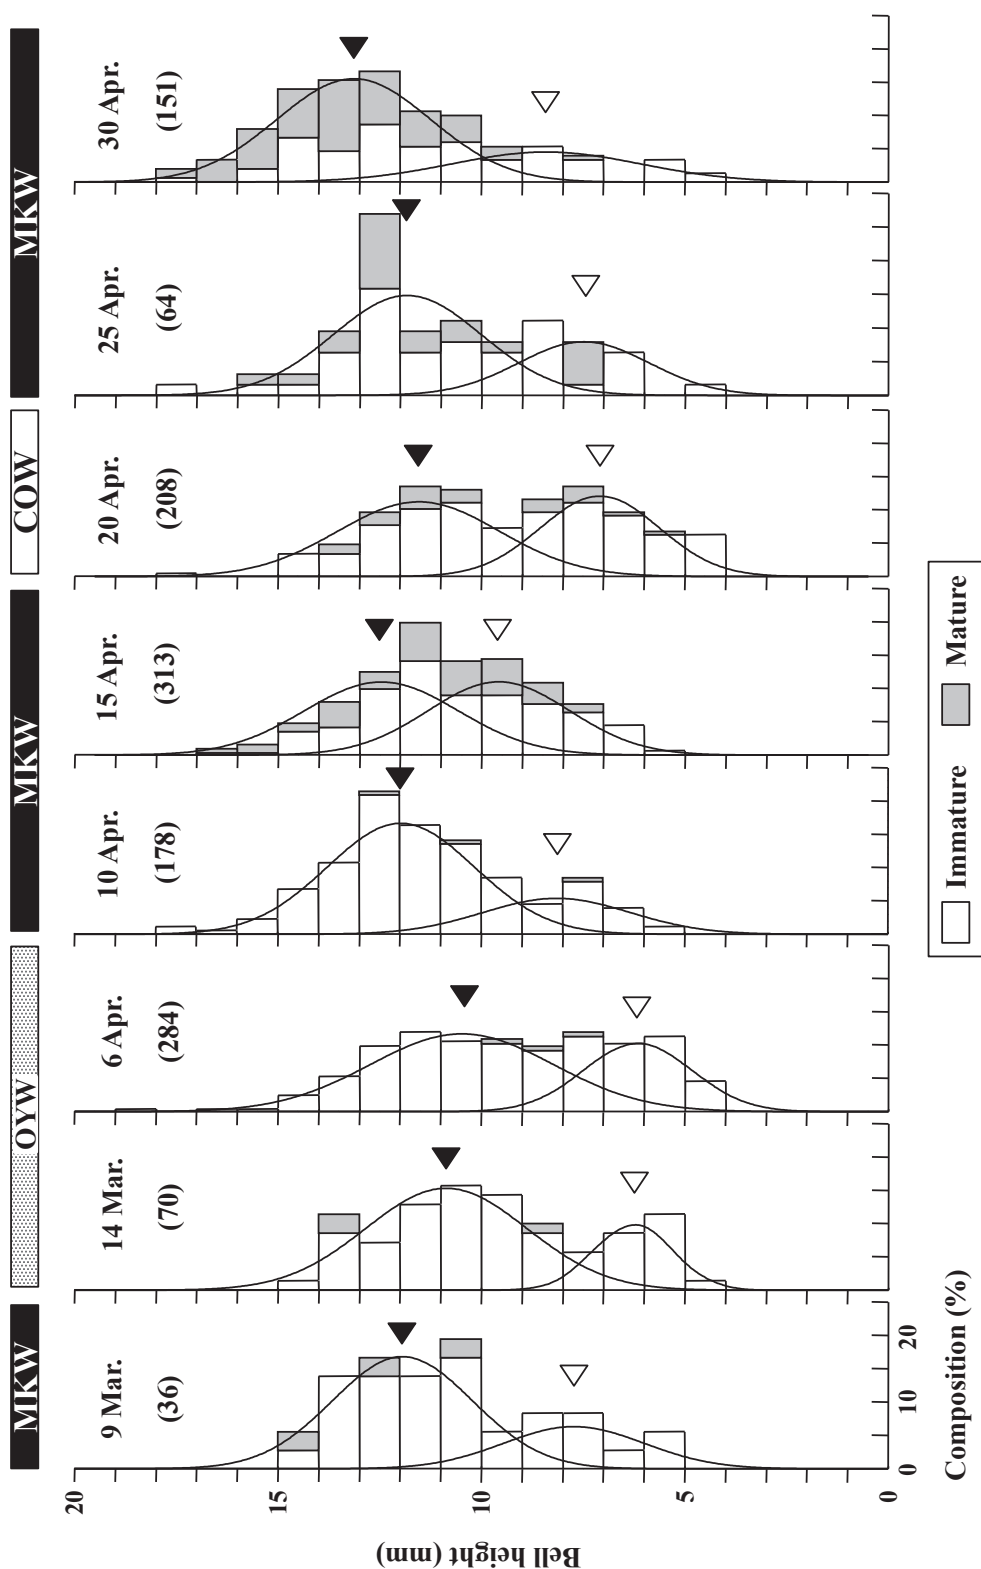 MKW OYW MKW COW MKW
9 Mar. 14 Mar. 6 Apr. 10 Apr. 15 Apr. 20 Apr. 25 Apr. 30 Apr.
(36) (70) (284) (178) (313) (208) (64) (151)
20
15
10
5
0
Bell height (mm)
0 10 20
Composition (%)
Immature Mature